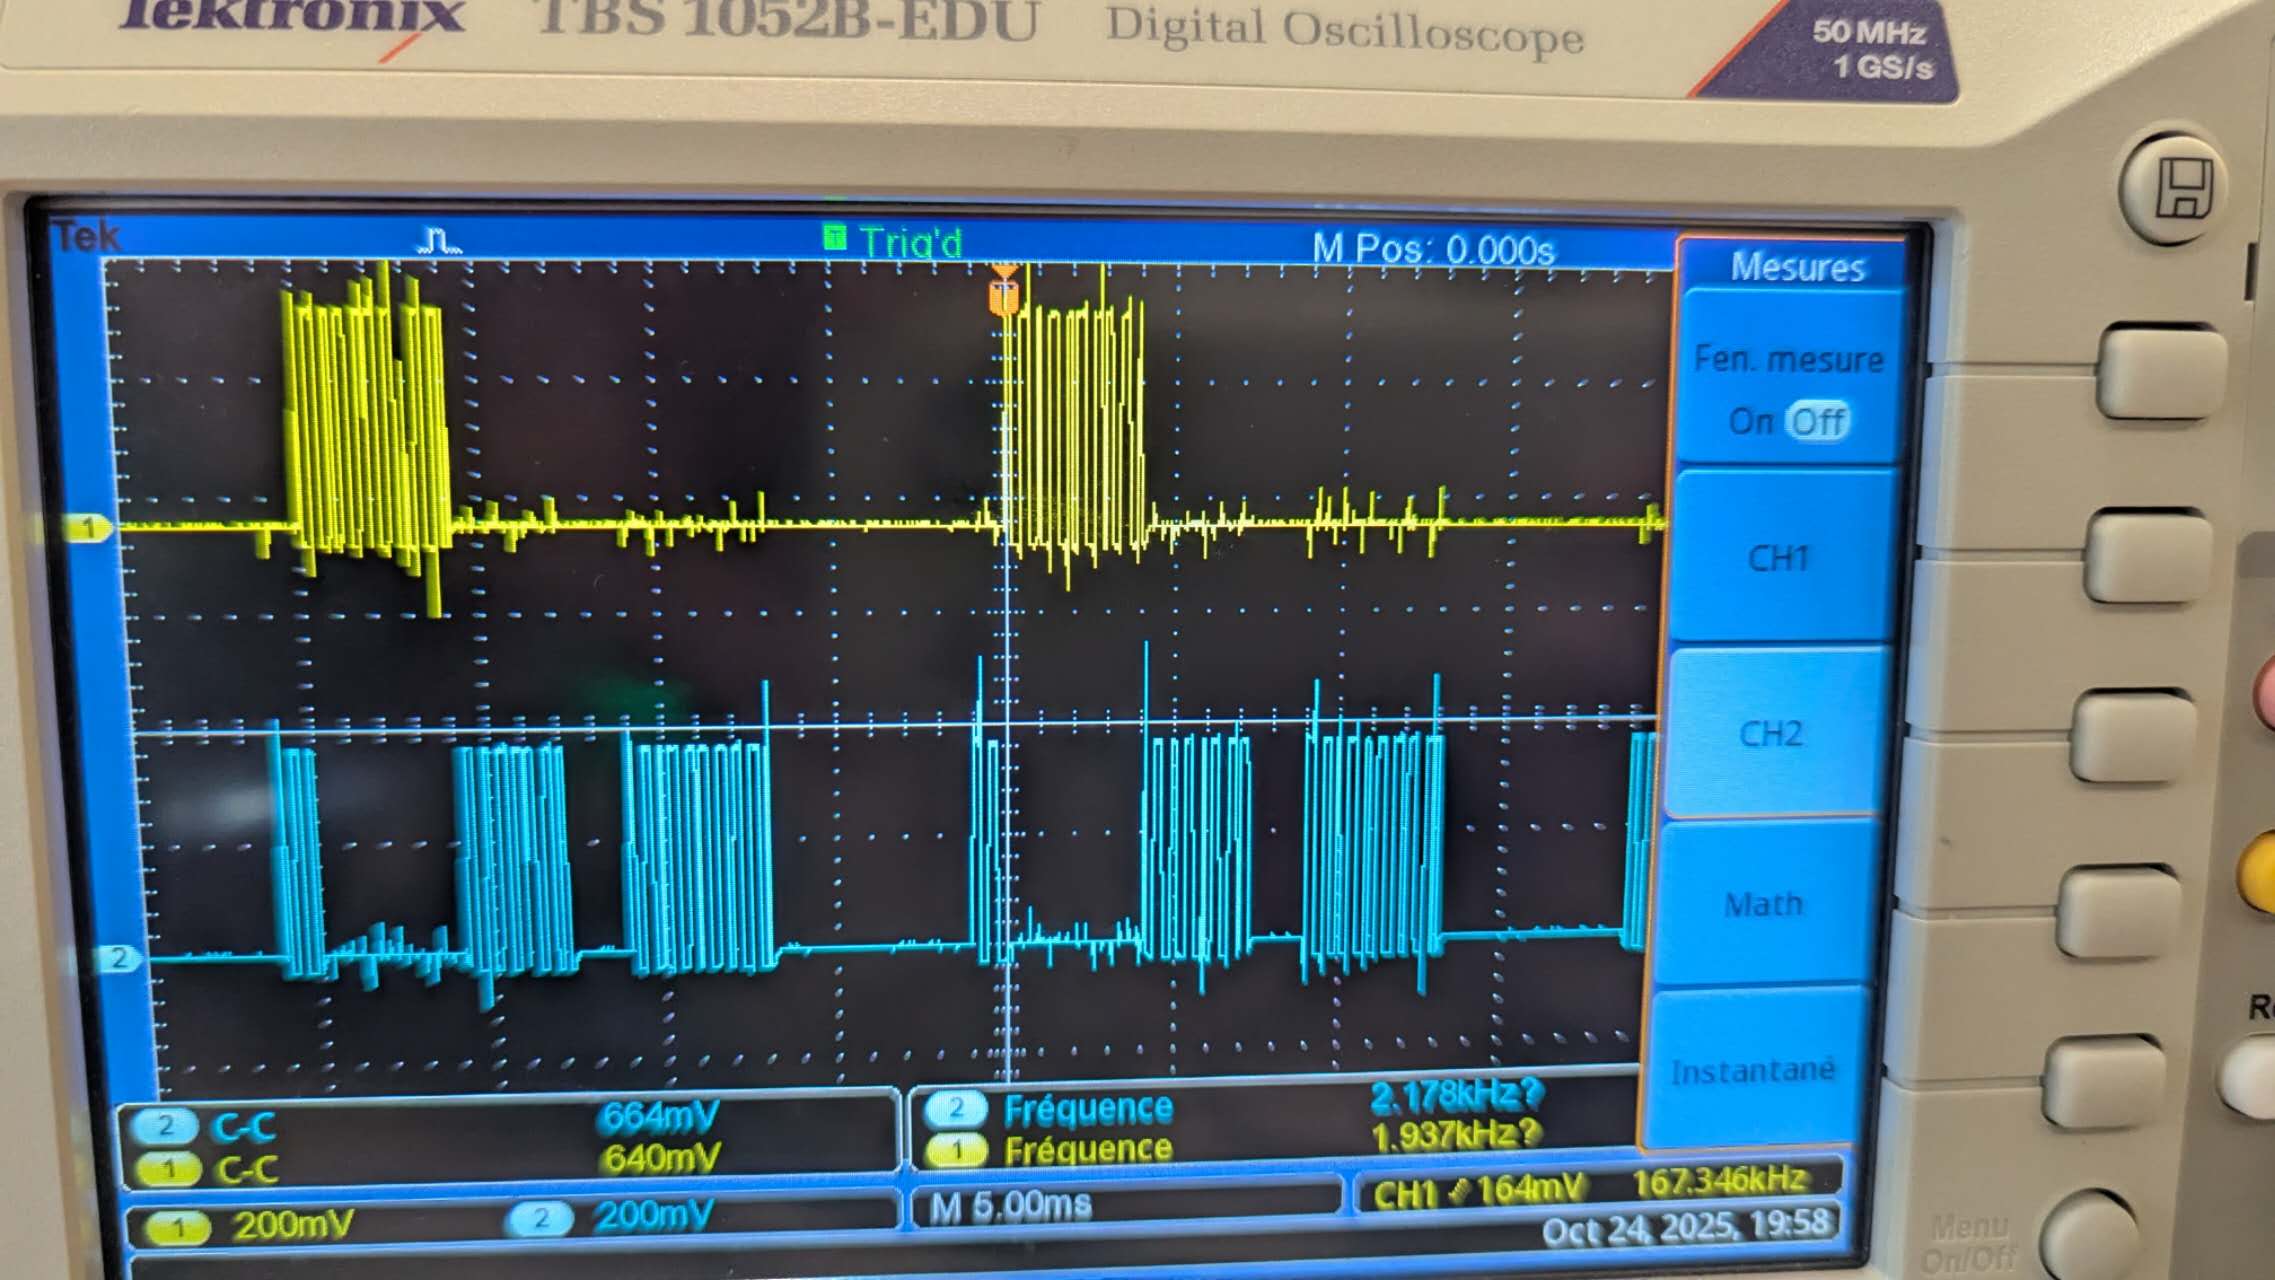 Tektronix TBS 1052B-EDU Digital Oscilloscope 50 MHz
1 GS/s
Tek Trig'd M Pos: 0.000s
Mesures
Fen. mesure
On Off
CH1
CH2
Math
Instantané
1
2
2 C-C 664mV
1 C-C 640mV
2 Fréquence 2.178kHz?
1 Fréquence 1.937kHz?
1 200mV 2 200mV
M 5.00ms
CH1 164mV 167.346kHz
Oct 24, 2025, 19:58
Menu
On/Off